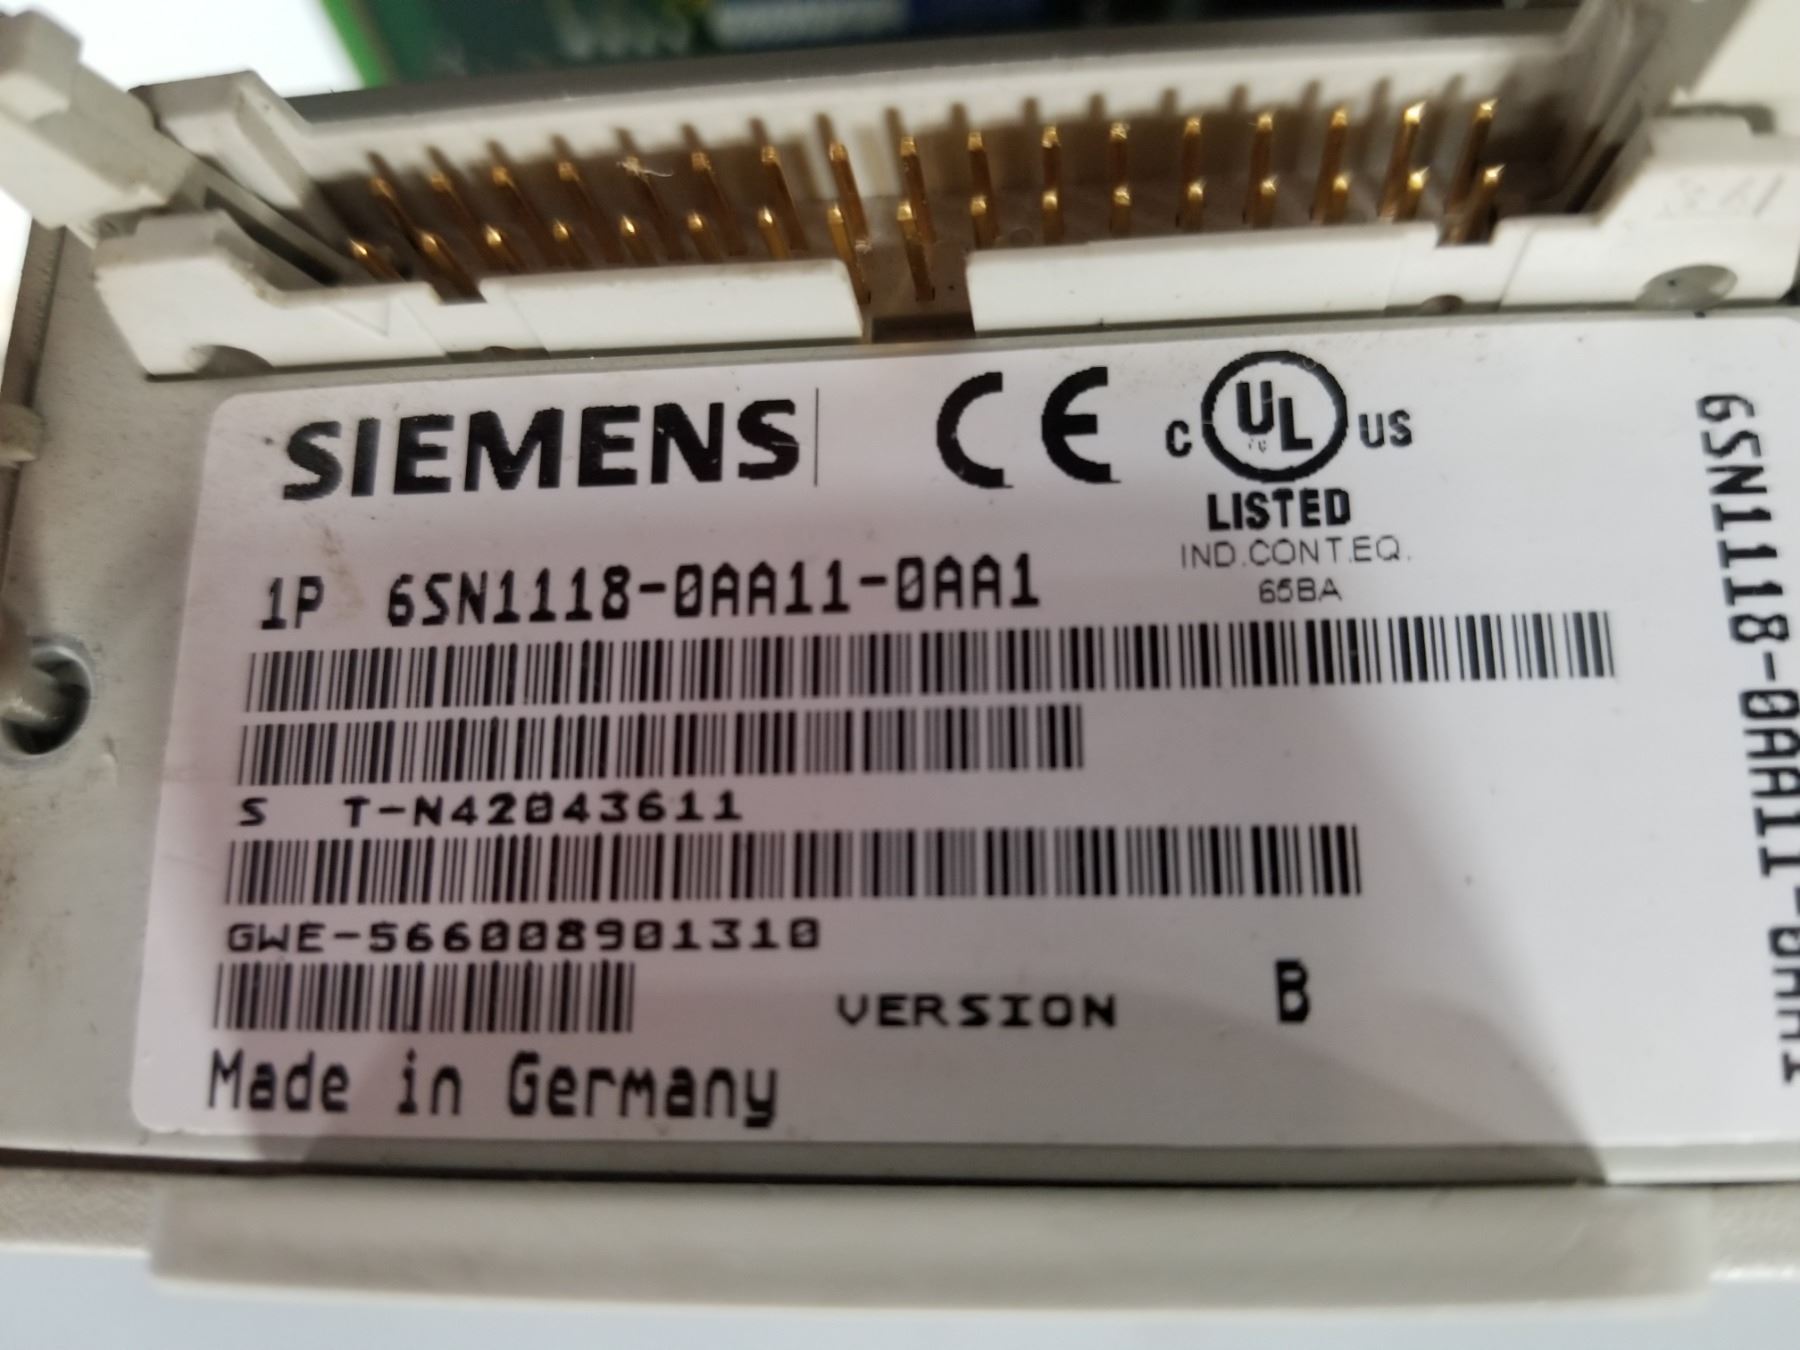 SIEMENS CE C UL US
LISTED
IND.CONT.EQ.
65BA
1P 6SN1118-0AA11-0AA1
S T-N42043611
GWE-566008901310
VERSION B
Made in Germany
6SN1118-0AA11-0AA1